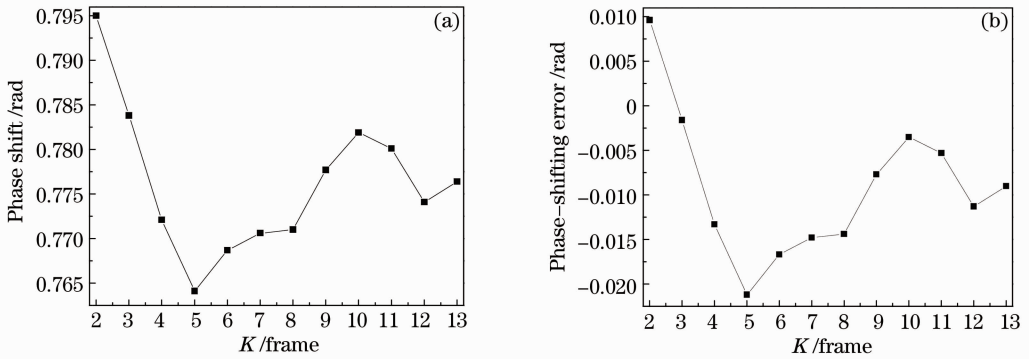 (a)
Phase shift /rad
0.795
0.790
0.785
0.780
0.775
0.770
0.765
2 3 4 5 6 7 8 9 10 11 12 13
K /frame
(b)
Phase-shifting error /rad
0.010
0.005
0
-0.005
-0.010
-0.015
-0.020
2 3 4 5 6 7 8 9 10 11 12 13
K /frame